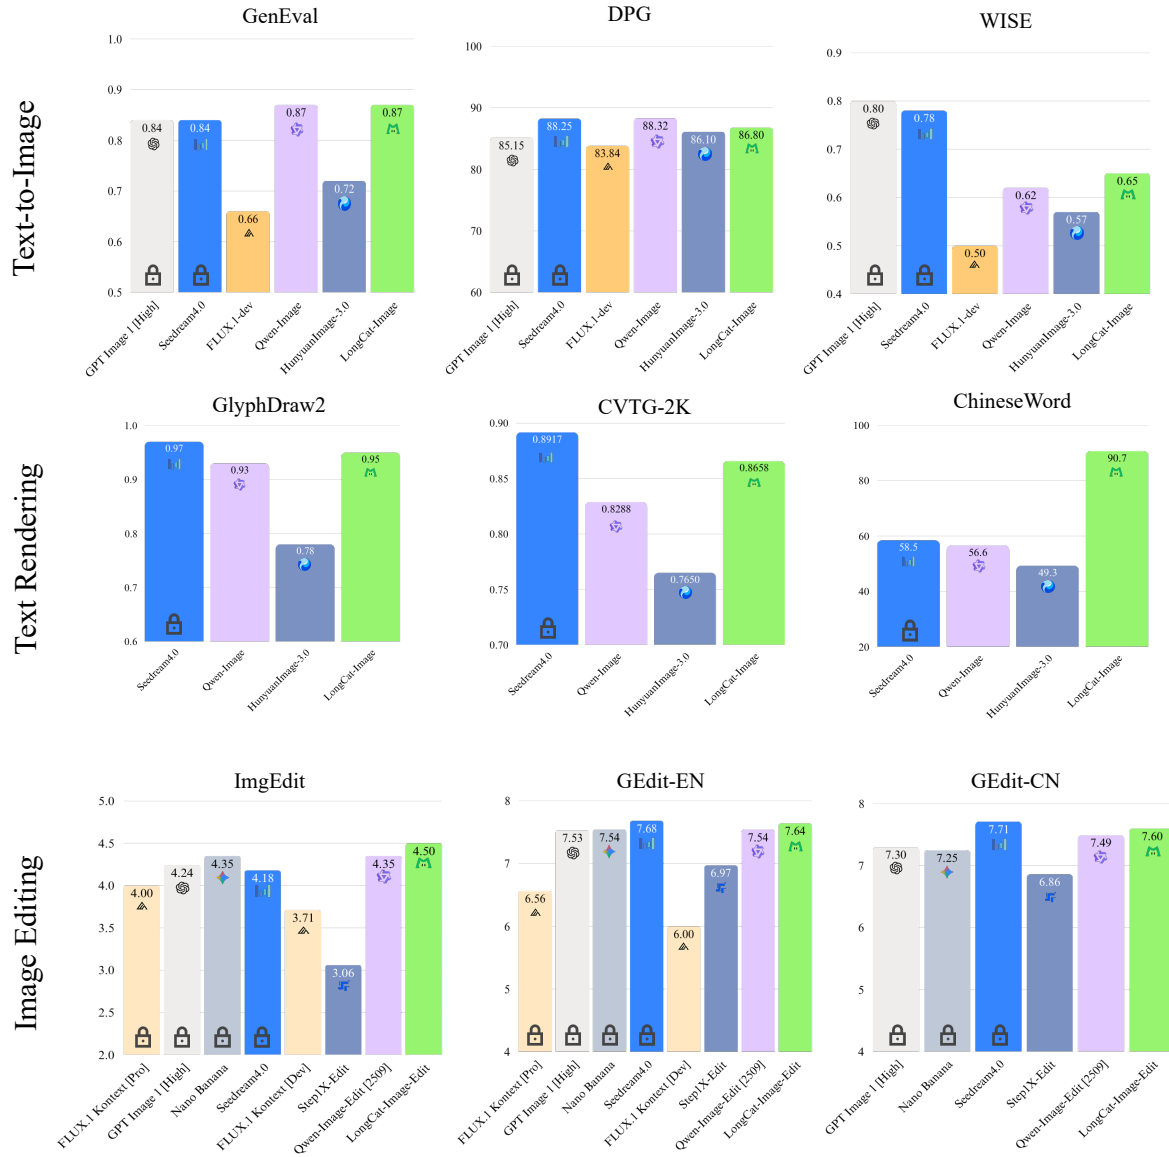 Text-to-Image
GenEval
1.0
0.9
0.8
0.7
0.6
0.5
0.84
0.84
0.66
0.87
0.72
0.87
GPT Image 1 [High]
Seedream4.0
FLUX.1-dev
Qwen-Image
HunyuanImage-3.0
LongCat-Image
DPG
100
90
80
70
60
85.15
88.25
83.84
88.32
86.10
86.80
GPT Image 1 [High]
Seedream4.0
FLUX.1-dev
Qwen-Image
HunyuanImage-3.0
LongCat-Image
WISE
0.9
0.8
0.7
0.6
0.5
0.4
0.80
0.78
0.50
0.62
0.57
0.65
GPT Image 1 [High]
Seedream4.0
FLUX.1-dev
Qwen-Image
HunyuanImage-3.0
LongCat-Image
Text Rendering
GlyphDraw2
1.0
0.9
0.8
0.7
0.6
0.97
0.93
0.78
0.95
Seedream4.0
Qwen-Image
HunyuanImage-3.0
LongCat-Image
CVTG-2K
0.90
0.85
0.80
0.75
0.70
0.8917
0.8288
0.7650
0.8658
Seedream4.0
Qwen-Image
HunyuanImage-3.0
LongCat-Image
ChineseWord
100
80
60
40
20
58.5
56.6
49.3
90.7
Seedream4.0
Qwen-Image
HunyuanImage-3.0
LongCat-Image
Image Editing
ImgEdit
5.0
4.5
4.0
3.5
3.0
2.5
2.0
4.00
4.24
4.35
4.18
3.71
3.06
4.35
4.50
FLUX.1 Kontext [Pro]
GPT Image 1 [High]
Nano Banana
Seedream4.0
FLUX.1 Kontext [Dev]
Step1X-Edit
Qwen-Image-Edit [2509]
LongCat-Image-Edit
GEdit-EN
8
7
6
5
4
6.56
7.53
7.54
7.68
6.00
6.97
7.54
7.64
FLUX.1 Kontext [Pro]
GPT Image 1 [High]
Nano Banana
Seedream4.0
FLUX.1 Kontext [Dev]
Step1X-Edit
Qwen-Image-Edit [2509]
LongCat-Image-Edit
GEdit-CN
8
7
6
5
4
7.30
7.25
7.71
6.86
7.49
7.60
GPT Image 1 [High]
Nano Banana
Seedream4.0
Step1X-Edit
Qwen-Image-Edit [2509]
LongCat-Image-Edit